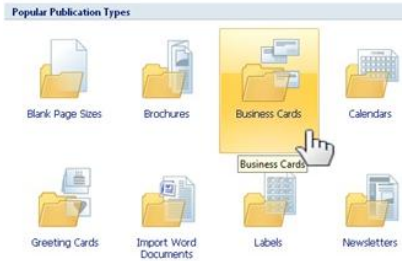 Popular Publication Types
Blank Page Sizes
Brochures
Business Cards
Calendars
Business Cards
Greeting Cards
Import Word
Documents
Labels
Newsletters